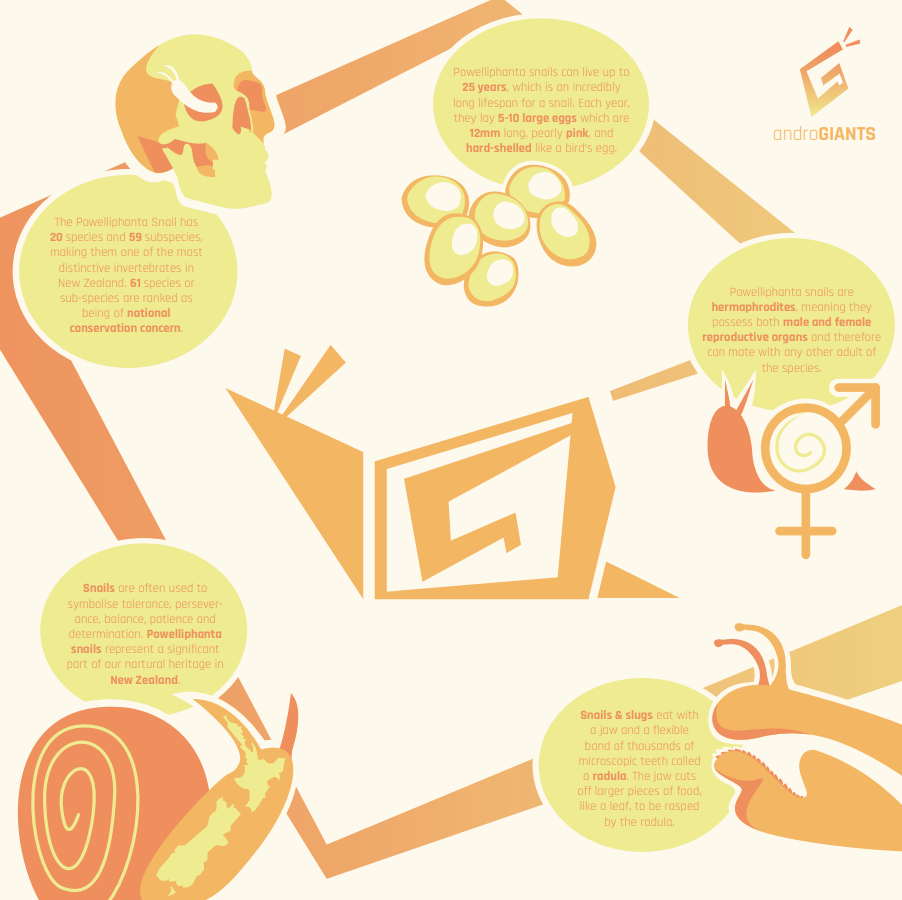 Powelliphanta snails can live up to
25 years, which is an incredibly
long lifespan for a snail. Each year,
they lay 5-10 large eggs which are
12mm long, pearly pink, and
hard-shelled like a bird's egg.
androGIANTS
The Powelliphanta Snail has
20 species and 59 subspecies,
making them one of the most
distinctive invertebrates in
New Zealand. 61 species or
sub-species are ranked as
being of national
conservation concern.
Powelliphanta snails are
hermaphrodites, meaning they
possess both male and female
reproductive organs and therefore
can mate with any other adult of
the species.
Snails are often used to
symbolise tolerance, persever-
ance, balance, patience and
determination. Powelliphanta
snails represent a significant
part of our nartural heritage in
New Zealand.
Snails & slugs eat with
a jaw and a flexible
band of thousands of
microscopic teeth called
a radula. The jaw cuts
off larger pieces of food,
like a leaf, to be rasped
by the radula.